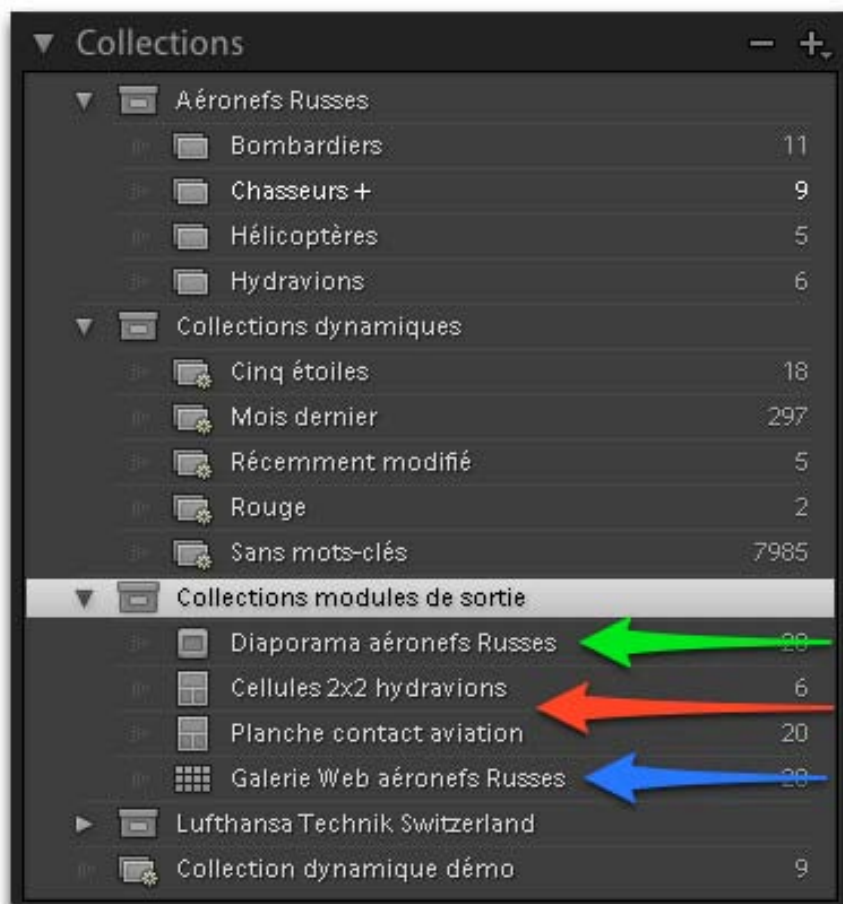 Collections
Aéronefs Russes
Bombardiers 11
Chasseurs + 9
Hélicoptères 5
Hydravions 6
Collections dynamiques
Cinq étoiles 18
Mois dernier 297
Récemment modifié 5
Rouge 2
Sans mots-clés 7985
Collections modules de sortie
Diaporama aéronefs Russes 28
Cellules 2x2 hydravions 6
Planche contact aviation 20
Galerie Web aéronefs Russes 28
Lufthansa Technik Switzerland
Collection dynamique démo 9